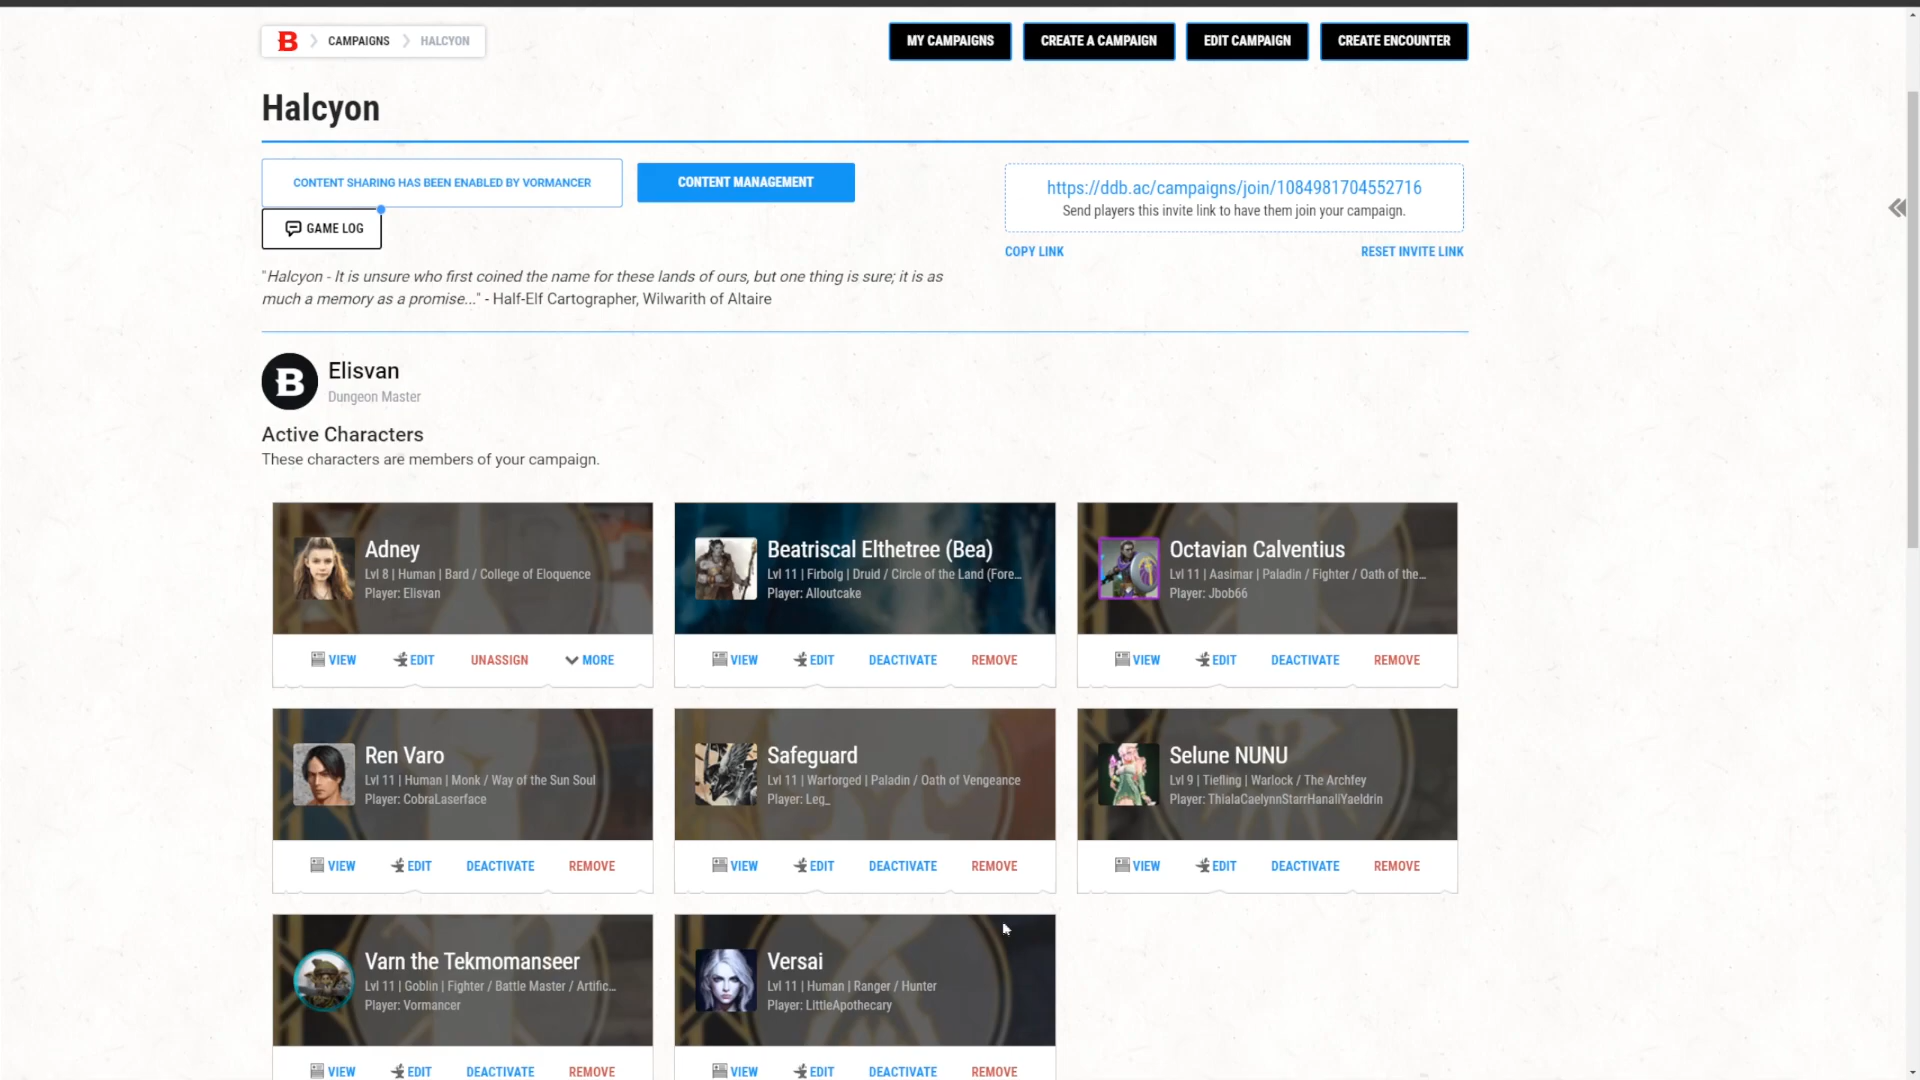 B CAMPAIGNS HALCYON
MY CAMPAIGNS CREATE A CAMPAIGN EDIT CAMPAIGN CREATE ENCOUNTER
Halcyon
CONTENT SHARING HAS BEEN ENABLED BY VORMANCER CONTENT MANAGEMENT
https://ddb.ac/campaigns/join/1084981704552716
Send players this invite link to have them join your campaign.
GAME LOG
COPY LINK RESET INVITE LINK
"Halcyon - It is unsure who first coined the name for these lands of ours, but one thing is sure; it is as
much a memory as a promise..." - Half-Elf Cartographer, Wilwarith of Altaire
B
Elisvan
Dungeon Master
Active Characters
These characters are members of your campaign.
Adney
Lvl 8 | Human | Bard / College of Eloquence
Player: Elisvan
VIEW EDIT UNASSIGN MORE
Beatriscal Elthetree (Bea)
Lvl 11 | Firbolg | Druid / Circle of the Land (Fore...
Player: Alloutcake
VIEW EDIT DEACTIVATE REMOVE
Octavian Calventius
Lvl 11 | Aasimar | Paladin / Fighter / Oath of the...
Player: Jbob66
VIEW EDIT DEACTIVATE REMOVE
Ren Varo
Lvl 11 | Human | Monk / Way of the Sun Soul
Player: CobraLaserface
VIEW EDIT DEACTIVATE REMOVE
Safeguard
Lvl 11 | Warforged | Paladin / Oath of Vengeance
Player: Leg_
VIEW EDIT DEACTIVATE REMOVE
Selune NUNU
Lvl 9 | Tiefling | Warlock / The Archfey
Player: ThialaCaelynnStarrHanaliYaeldrin
VIEW EDIT DEACTIVATE REMOVE
Varn the Tekmomanseer
Lvl 11 | Goblin | Fighter / Battle Master / Artific...
Player: Vormancer
VIEW EDIT DEACTIVATE REMOVE
Versai
Lvl 11 | Human | Ranger / Hunter
Player: LittleApothecary
VIEW EDIT DEACTIVATE REMOVE